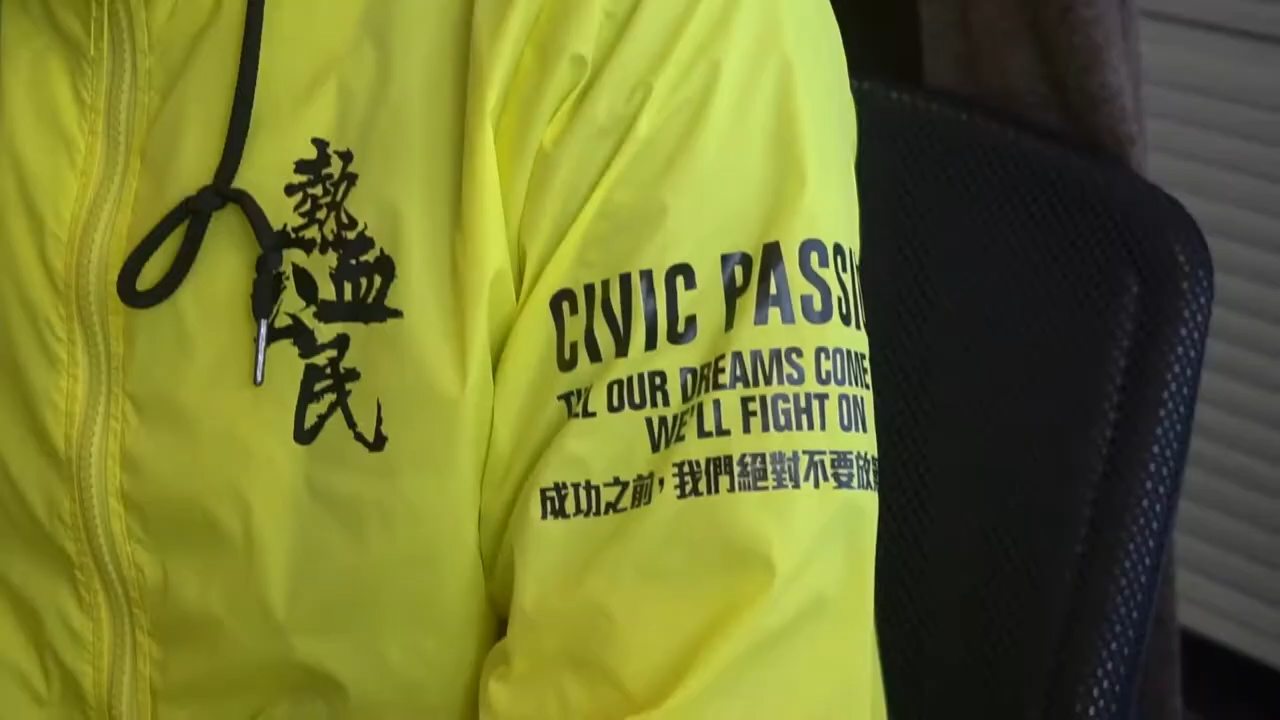 熱血
公民
CIVIC PASSI
TIL OUR DREAMS COME
WE'LL FIGHT ON
成功之前，我們絕對不要放